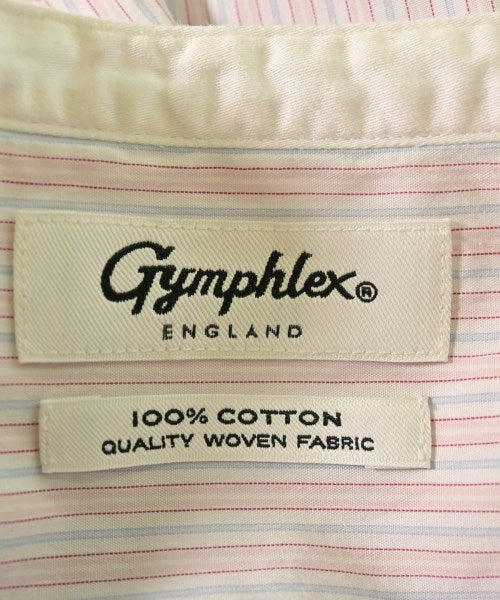 Gymphlex®
ENGLAND
100% COTTON
QUALITY WOVEN FABRIC